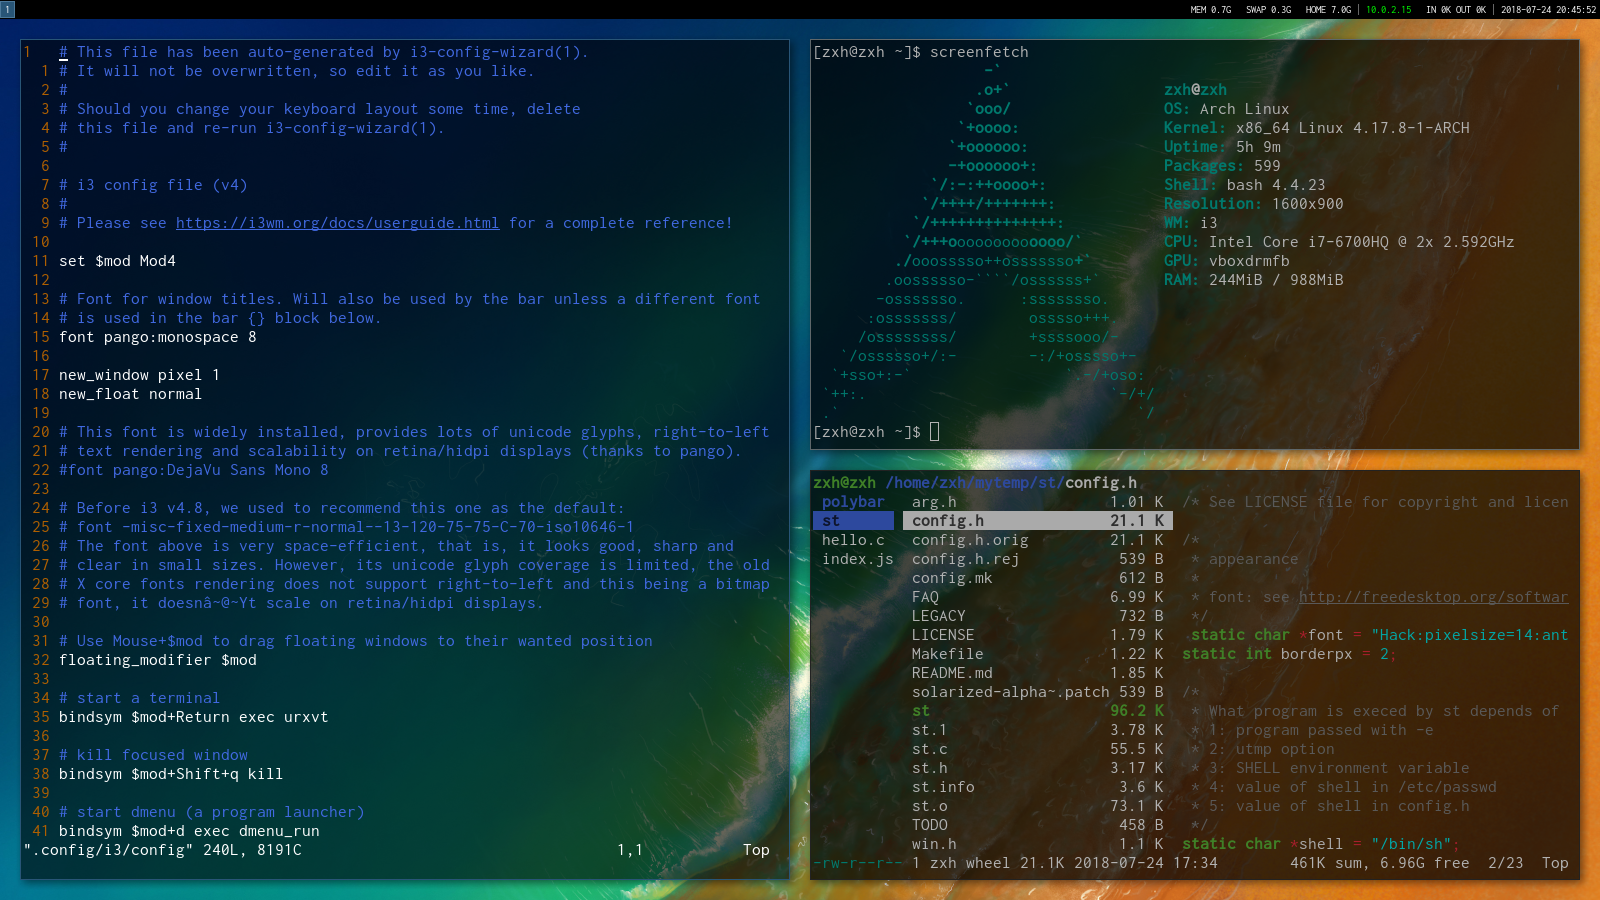 1
MEM 0.7G SWAP 0.3G HOME 7.0G | 10.0.2.15 IN 0K OUT 0K | 2018-07-24 20:45:52
1 # This file has been auto-generated by i3-config-wizard(1).
1 # It will not be overwritten, so edit it as you like.
2 #
3 # Should you change your keyboard layout some time, delete
4 # this file and re-run i3-config-wizard(1).
5 #
6
7 # i3 config file (v4)
8 #
9 # Please see https://i3wm.org/docs/userguide.html for a complete reference!
10
11 set $mod Mod4
12
13 # Font for window titles. Will also be used by the bar unless a different font
14 # is used in the bar {} block below.
15 font pango:monospace 8
16
17 new_window pixel 1
18 new_float normal
19
20 # This font is widely installed, provides lots of unicode glyphs, right-to-left
21 # text rendering and scalability on retina/hidpi displays (thanks to pango).
22 #font pango:DejaVu Sans Mono 8
23
24 # Before i3 v4.8, we used to recommend this one as the default:
25 # font -misc-fixed-medium-r-normal--13-120-75-75-C-70-iso10646-1
26 # The font above is very space-efficient, that is, it looks good, sharp and
27 # clear in small sizes. However, its unicode glyph coverage is limited, the old
28 # X core fonts rendering does not support right-to-left and this being a bitmap
29 # font, it doesnâ~@~Yt scale on retina/hidpi displays.
30
31 # Use Mouse+$mod to drag floating windows to their wanted position
32 floating_modifier $mod
33
34 # start a terminal
35 bindsym $mod+Return exec urxvt
36
37 # kill focused window
38 bindsym $mod+Shift+q kill
39
40 # start dmenu (a program launcher)
41 bindsym $mod+d exec dmenu_run
".config/i3/config" 240L, 8191C 1,1 Top
[zxh@zxh ~]$ screenfetch
-`
.o+`
`ooo/
`+oooo:
`+oooooo:
-+oooooo+:
`/:-:++oooo+:
`/++++/+++++++:
`/++++++++++++++:
`/+++ooooooooooooo/`
./ooosssso++osssssso+`
.oossssso-````/ossssss+`
-osssssso. :ssssssso.
:osssssss/ osssso+++.
/ossssssss/ +ssssooo/-
`/ossssso+/:- -:/+osssso+-
`+sso+:-` `.-/+oso:
`++:. `-/+/
.` `/
zxh@zxh
OS: Arch Linux
Kernel: x86_64 Linux 4.17.8-1-ARCH
Uptime: 5h 9m
Packages: 599
Shell: bash 4.4.23
Resolution: 1600x900
WM: i3
CPU: Intel Core i7-6700HQ @ 2x 2.592GHz
GPU: vboxdrmfb
RAM: 244MiB / 988MiB
[zxh@zxh ~]$
zxh@zxh /home/zxh/mytemp/st/config.h
polybar arg.h 1.01 K /* See LICENSE file for copyright and licen
st config.h 21.1 K
hello.c config.h.orig 21.1 K /*
index.js config.h.rej 539 B * appearance
config.mk 612 B *
FAQ 6.99 K * font: see http://freedesktop.org/softwar
LEGACY 732 B */
LICENSE 1.79 K static char *font = "Hack:pixelsize=14:ant
Makefile 1.22 K static int borderpx = 2;
README.md 1.85 K
solarized-alpha~.patch 539 B /*
st 96.2 K * What program is execed by st depends of
st.1 3.78 K * 1: program passed with -e
st.c 55.5 K * 2: utmp option
st.h 3.17 K * 3: SHELL environment variable
st.info 3.6 K * 4: value of shell in /etc/passwd
st.o 73.1 K * 5: value of shell in config.h
TODO 458 B */
win.h 1.1 K static char *shell = "/bin/sh";
-rw-r--r-- 1 zxh wheel 21.1K 2018-07-24 17:34 461K sum, 6.96G free 2/23 Top